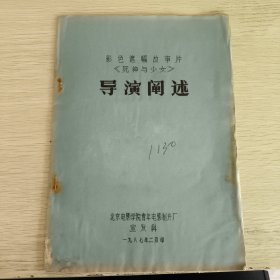 彩色宽幅故事片
《死神与少女》
导演阐述
1130
北京电影学院青年电影制片厂
宣发科
一九八七年二月印